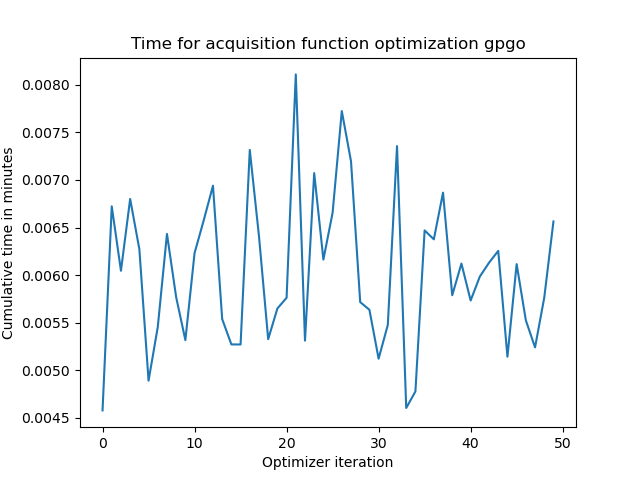 Time for acquisition function optimization gpgo
0.0080
0.0075
0.0070
0.0065
0.0060
0.0055
0.0050
0.0045
Cumulative time in minutes
0 10 20 30 40 50
Optimizer iteration